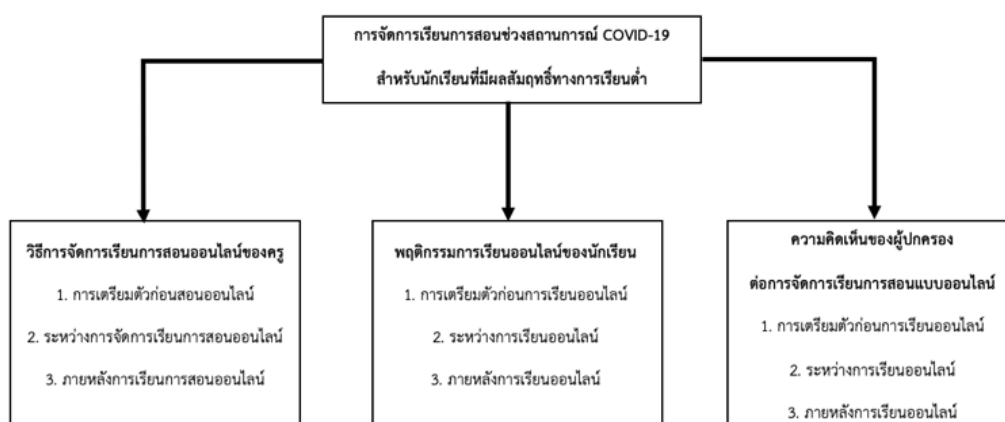 การจัดการเรียนการสอนช่วงสถานการณ์ COVID-19
สำหรับนักเรียนที่มีผลสัมฤทธิ์ทางการเรียนต่ำ
วิธีการจัดการเรียนการสอนออนไลน์ของครู
1. การเตรียมตัวก่อนสอนออนไลน์
2. ระหว่างการจัดการเรียนการสอนออนไลน์
3. ภายหลังการเรียนการสอนออนไลน์
พฤติกรรมการเรียนออนไลน์ของนักเรียน
1. การเตรียมตัวก่อนการเรียนออนไลน์
2. ระหว่างการเรียนออนไลน์
3. ภายหลังการเรียนออนไลน์
ความคิดเห็นของผู้ปกครอง
ต่อการจัดการเรียนการสอนแบบออนไลน์
1. การเตรียมตัวก่อนการเรียนออนไลน์
2. ระหว่างการเรียนออนไลน์
3. ภายหลังการเรียนออนไลน์